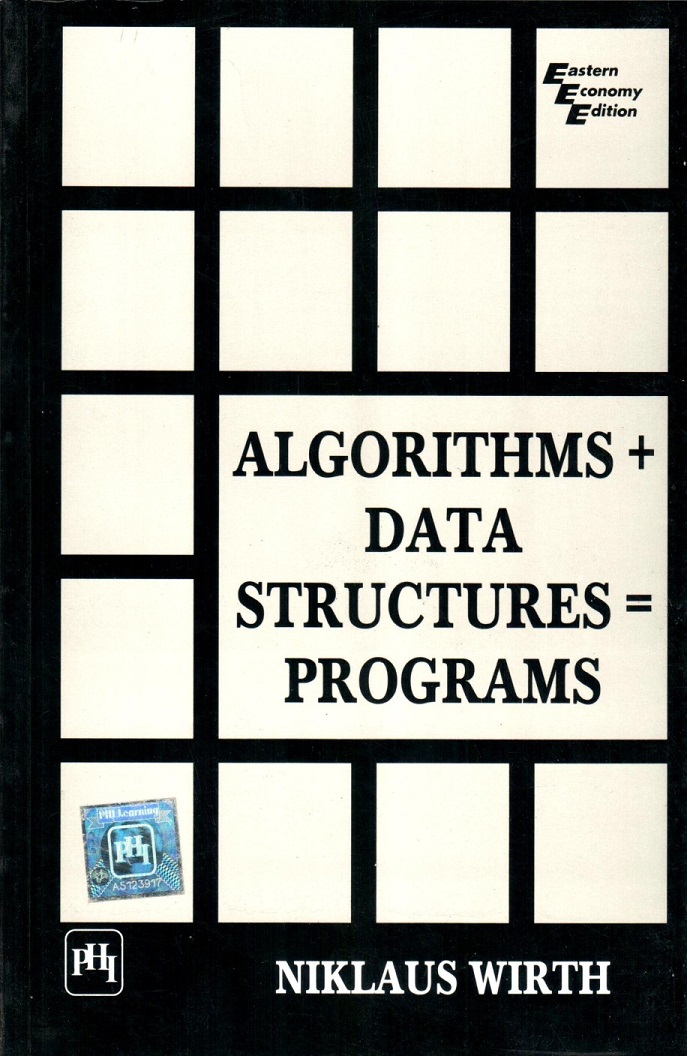 Eastern
Economy
Edition
ALGORITHMS +
DATA
STRUCTURES =
PROGRAMS
PHI Learning
PHI
A5123917
PHI
NIKLAUS WIRTH